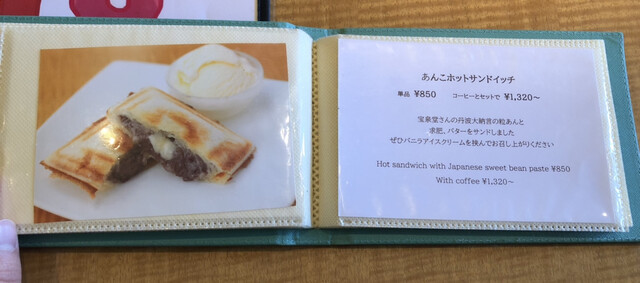 あんこホットサンドイッチ
単品 ¥850 コーヒーとセットで ¥1,320～
宝泉堂さんの丹波大納言の粒あんと
求肥、バターをサンドしました
ぜひバニラアイスクリームを挟んでお召し上がりください
Hot sandwich with Japanese sweet bean paste ¥850
With coffee ¥1,320～